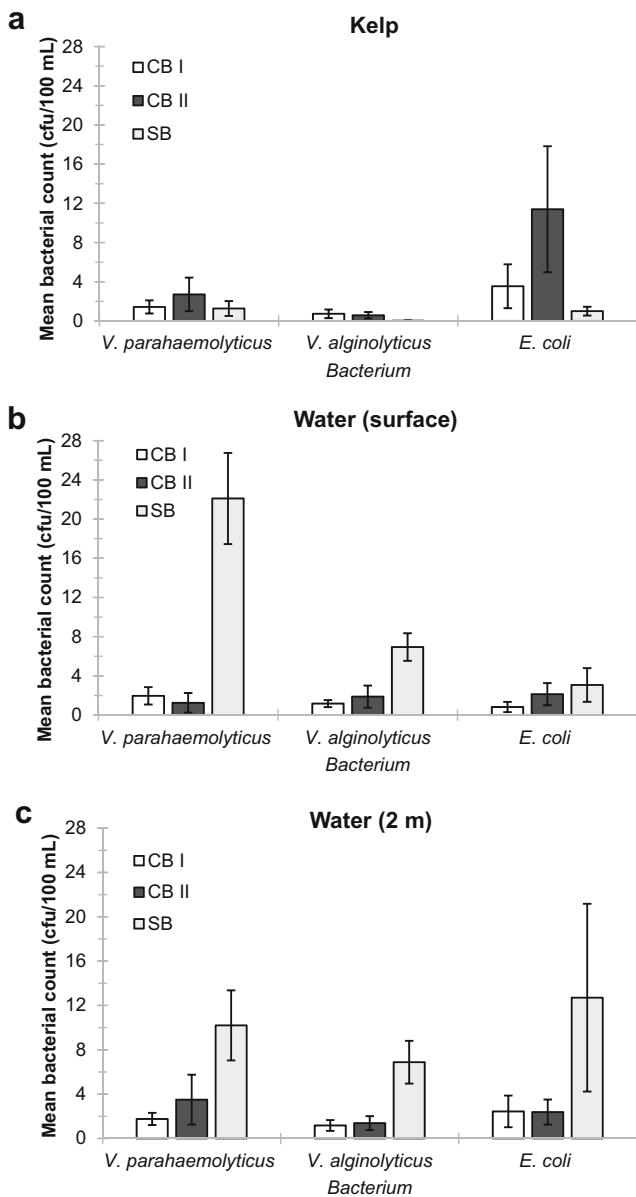 a
Kelp
Mean bacterial count (cfu/100 mL)
28
24
20
16
12
8
4
0
CB I
CB II
SB
V. parahaemolyticus V. alginolyticus E. coli
Bacterium
b
Water (surface)
Mean bacterial count (cfu/100 mL)
28
24
20
16
12
8
4
0
CB I
CB II
SB
V. parahaemolyticus V. alginolyticus E. coli
Bacterium
c
Water (2 m)
Mean bacterial count (cfu/100 mL)
28
24
20
16
12
8
4
0
CB I
CB II
SB
V. parahaemolyticus V. alginolyticus E. coli
Bacterium